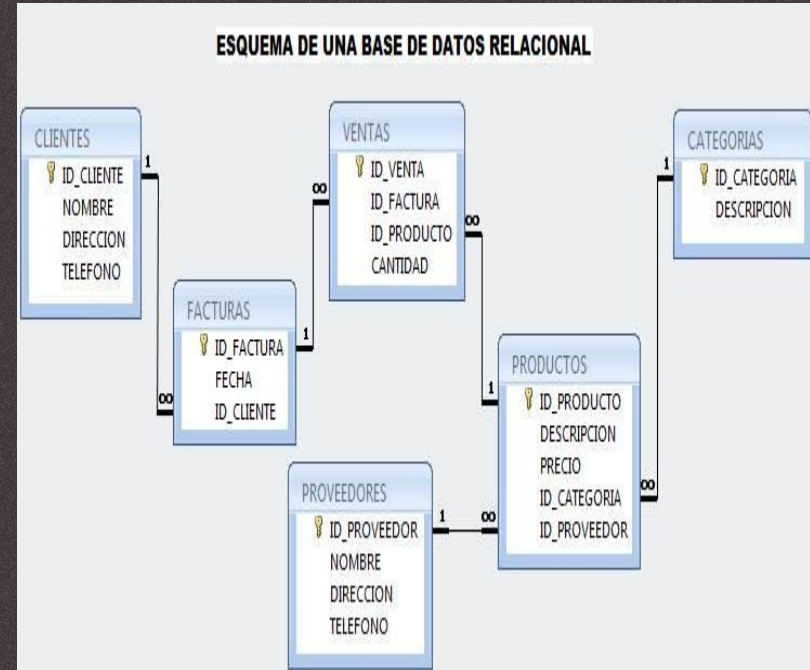 ESQUEMA DE UNA BASE DE DATOS RELACIONAL
CLIENTES
ID_CLIENTE
NOMBRE
DIRECCION
TELEFONO
1
∞
FACTURAS
ID_FACTURA
FECHA
ID_CLIENTE
1
∞
VENTAS
ID_VENTA
ID_FACTURA
ID_PRODUCTO
CANTIDAD
∞
1
PROVEEDORES
ID_PROVEEDOR
NOMBRE
DIRECCION
TELEFONO
1
∞
PRODUCTOS
ID_PRODUCTO
DESCRIPCION
PRECIO
ID_CATEGORIA
ID_PROVEEDOR
∞
1
CATEGORIAS
ID_CATEGORIA
DESCRIPCION